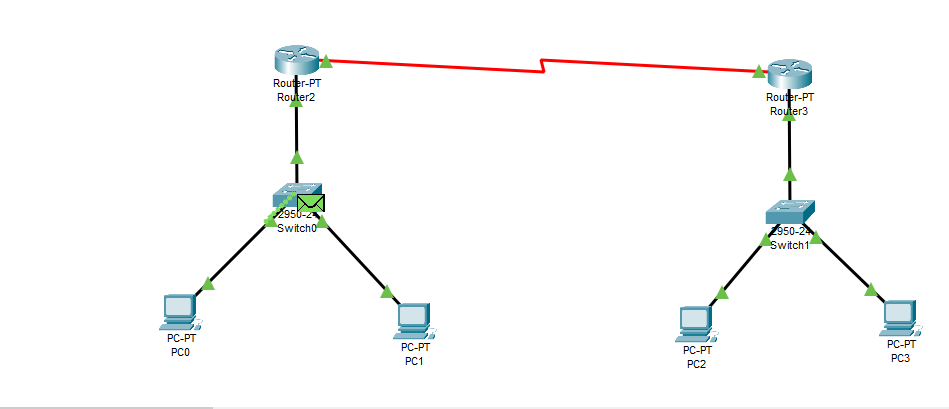 Router-PT
Router2
Router-PT
Router3
2950-24
Switch0
2950-24
Switch1
PC-PT
PC0
PC-PT
PC1
PC-PT
PC2
PC-PT
PC3